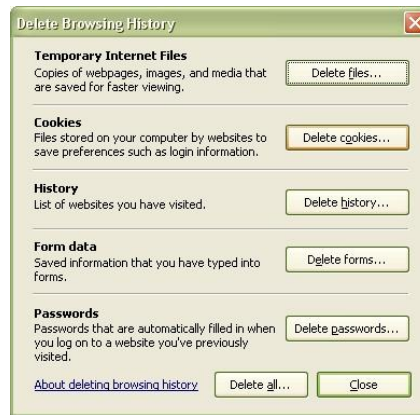 Delete Browsing History
Temporary Internet Files
Copies of webpages, images, and media that
are saved for faster viewing.
Delete files...
Cookies
Files stored on your computer by websites to
save preferences such as login information.
Delete cookies...
History
List of websites you have visited.
Delete history...
Form data
Saved information that you have typed into
forms.
Delete forms...
Passwords
Passwords that are automatically filled in when
you log on to a website you've previously
visited.
Delete passwords...
About deleting browsing history
Delete all...
Close